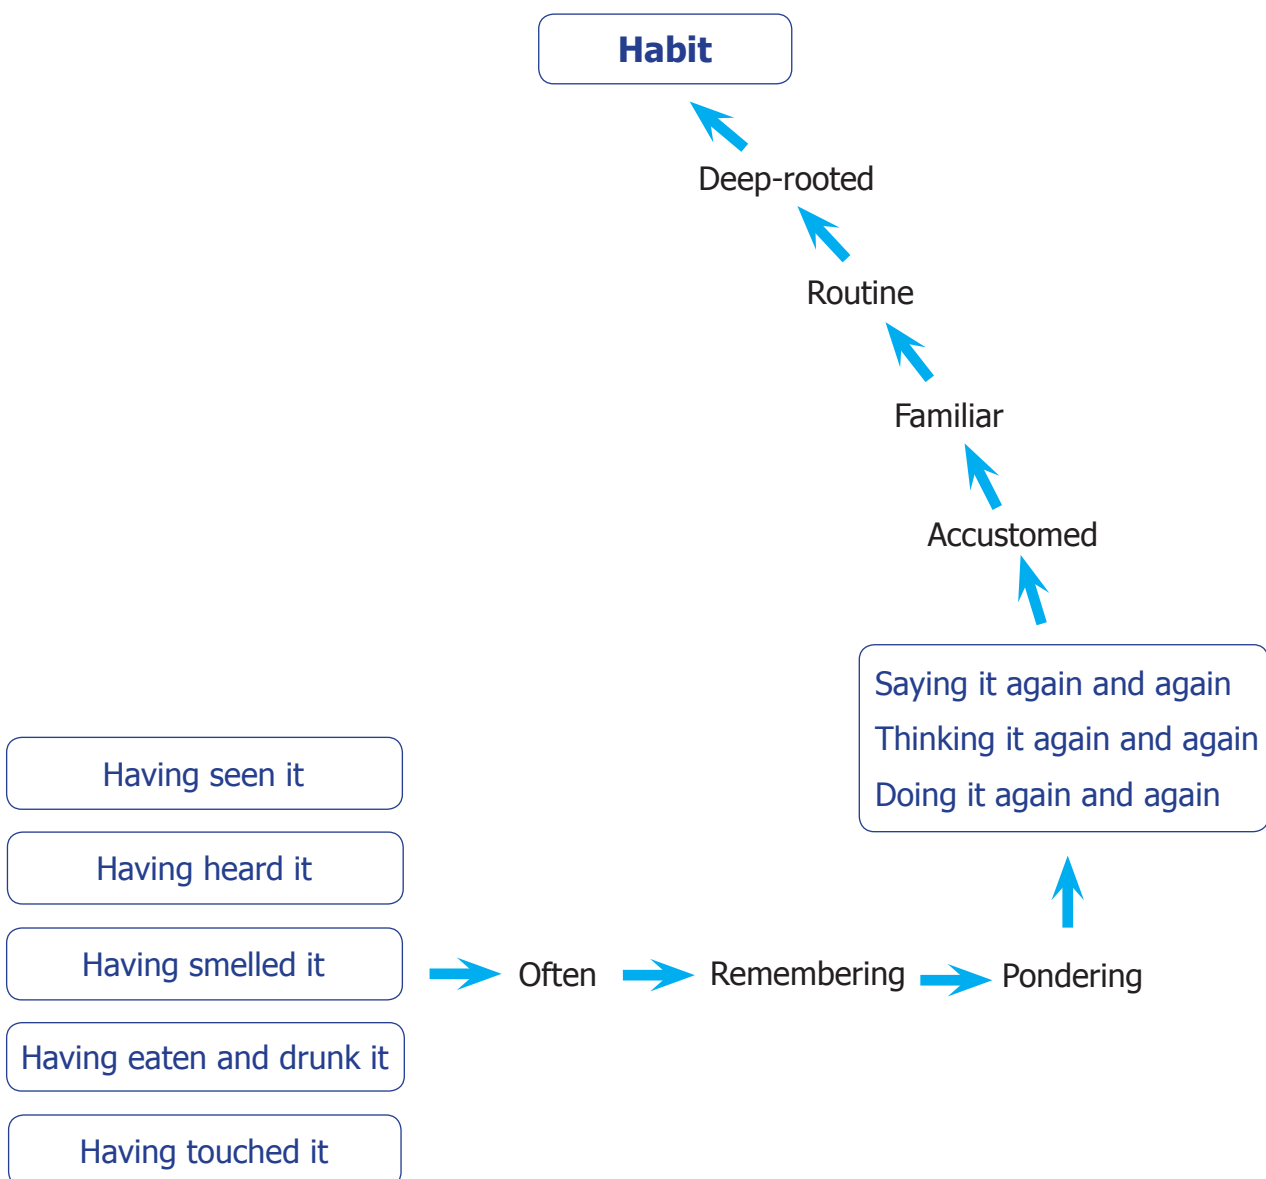 Habit
Deep-rooted
Routine
Familiar
Accustomed
Saying it again and again
Thinking it again and again
Doing it again and again
Having seen it
Having heard it
Having smelled it
Often
Remembering
Pondering
Having eaten and drunk it
Having touched it